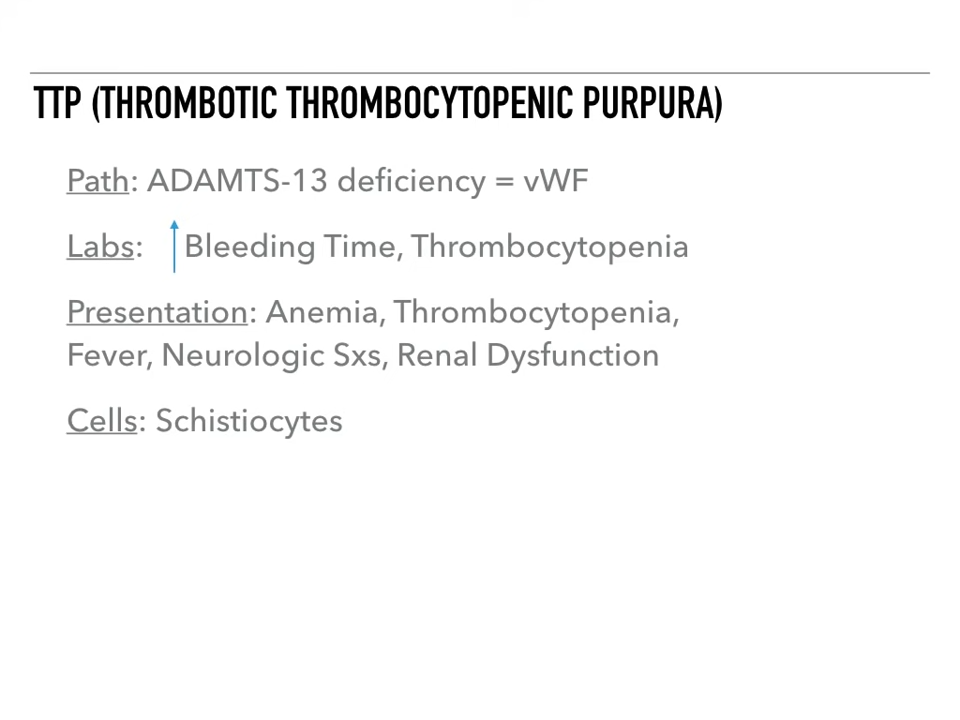 TTP (THROMBOTIC THROMBOCYTOPENIC PURPURA)
Path: ADAMTS-13 deficiency = vWF
Labs: Bleeding Time, Thrombocytopenia
Presentation: Anemia, Thrombocytopenia,
Fever, Neurologic Sxs, Renal Dysfunction
Cells: Schistiocytes